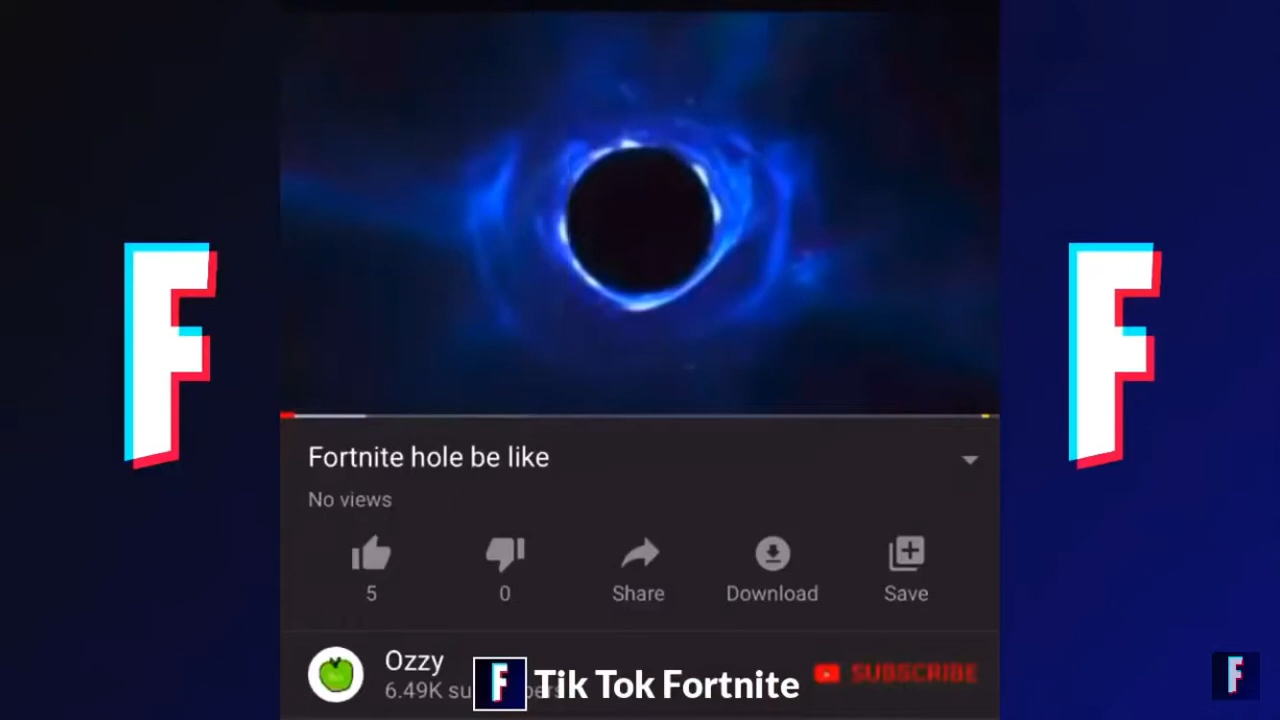 F
F
Fortnite hole be like
No views
5
0
Share
Download
Save
Ozzy
6.49K
F Tik Tok Fortnite
SUBSCRIBE
F